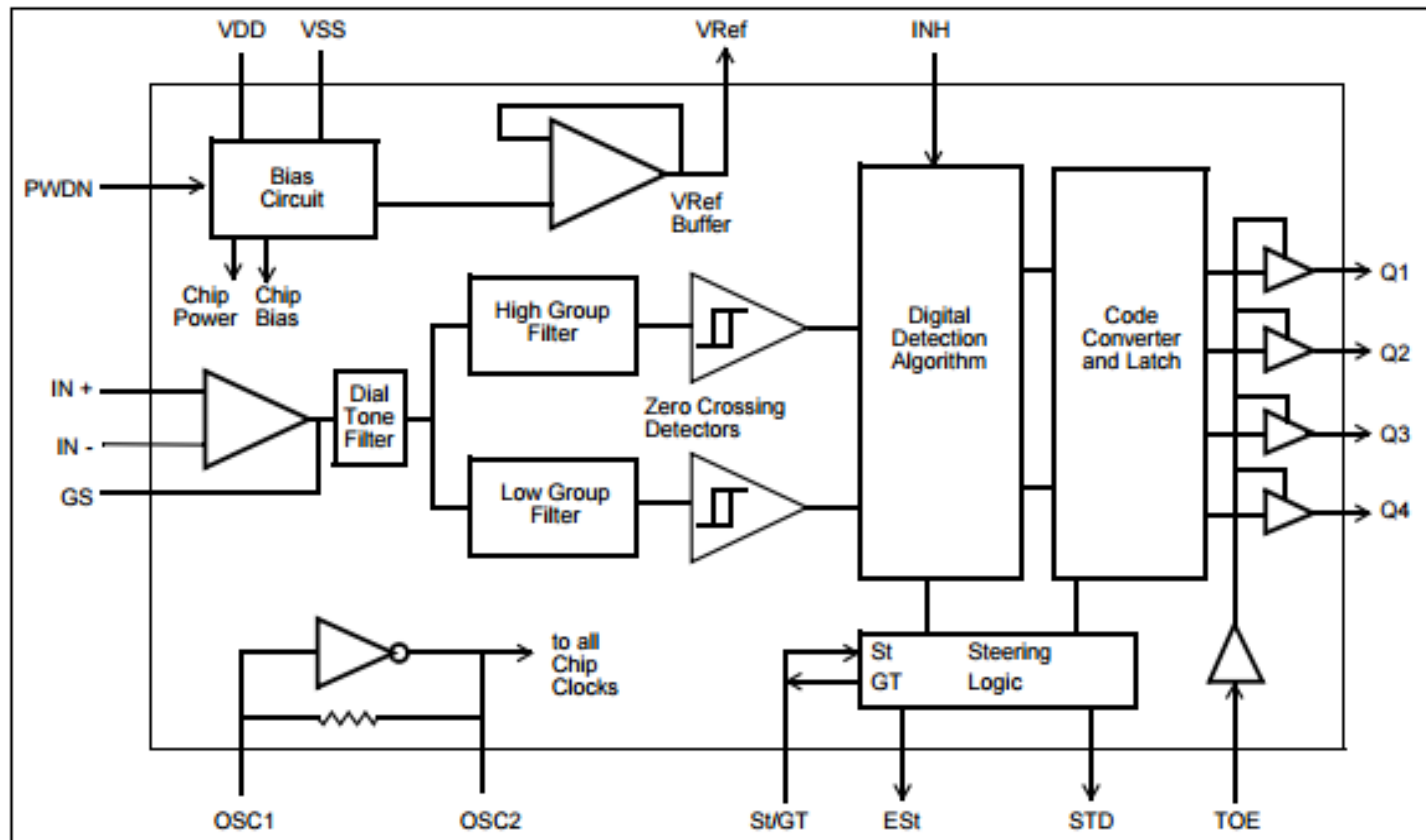 VDD
VSS
VRef
INH
PWDN
Bias
Circuit
VRef
Buffer
Chip
Power
Chip
Bias
High Group
Filter
Digital
Detection
Algorithm
Code
Converter
and Latch
Q1
Q2
Q3
Q4
IN +
IN -
GS
Dial
Tone
Filter
Zero Crossing
Detectors
Low Group
Filter
to all
Chip
Clocks
St
GT
Steering
Logic
OSC1
OSC2
St/GT
ESt
STD
TOE